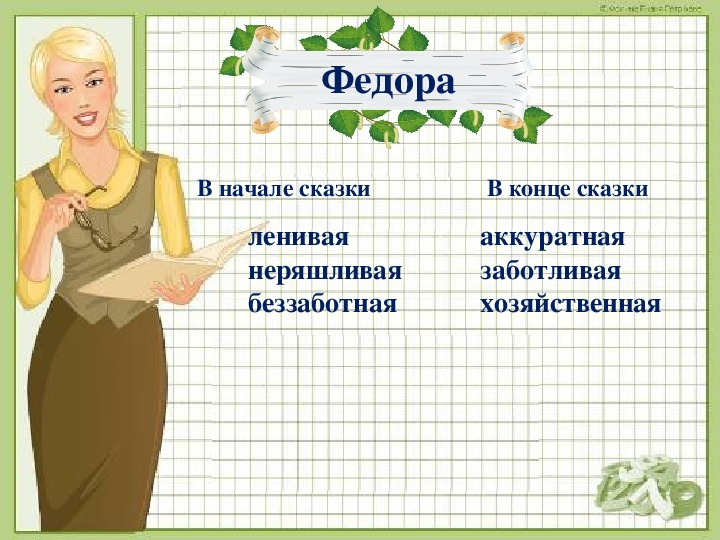 Федора
В начале сказки
В конце сказки
ленивая
неряшливая
беззаботная
аккуратная
заботливая
хозяйственная